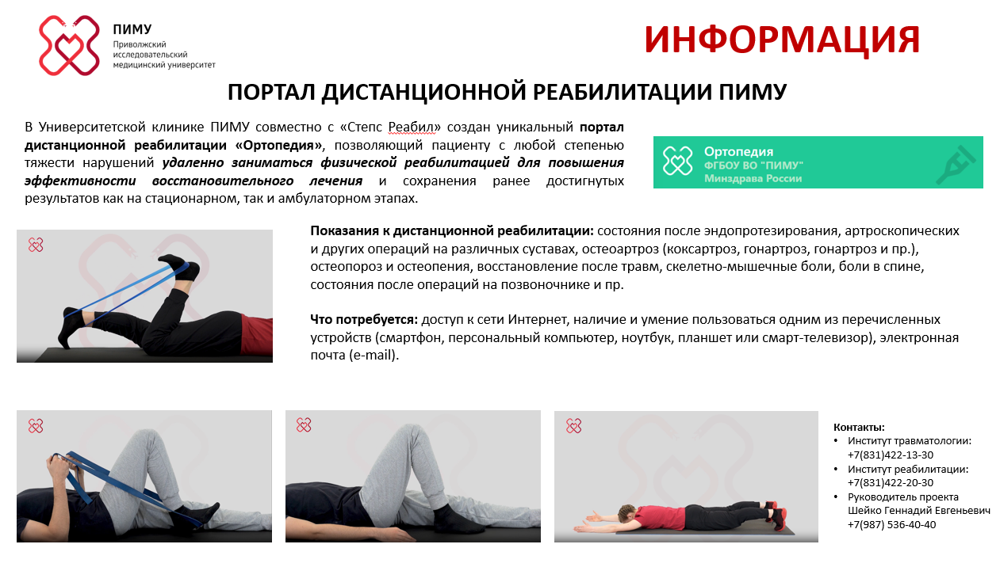 ПИМУ
Приволжский
исследовательский
медицинский университет
ИНФОРМАЦИЯ
ПОРТАЛ ДИСТАНЦИОННОЙ РЕАБИЛИТАЦИИ ПИМУ
В Университетской клинике ПИМУ совместно с «Степс Реабил» создан уникальный портал
дистанционной реабилитации «Ортопедия», позволяющий пациенту с любой степенью
тяжести нарушений удаленно заниматься физической реабилитацией для повышения
эффективности восстановительного лечения и сохранения ранее достигнутых
результатов как на стационарном, так и амбулаторном этапах.
Ортопедия
ФГБОУ ВО "ПИМУ"
Минздрава России
Показания к дистанционной реабилитации: состояния после эндопротезирования, артроскопических
и других операций на различных суставах, остеоартроз (коксартроз, гонартроз, гонартроз и пр.),
остеопороз и остеопения, восстановление после травм, скелетно-мышечные боли, боли в спине,
состояния после операций на позвоночнике и пр.
Что потребуется: доступ к сети Интернет, наличие и умение пользоваться одним из перечисленных
устройств (смартфон, персональный компьютер, ноутбук, планшет или смарт-телевизор), электронная
почта (e-mail).
Контакты:
• Институт травматологии:
+7(831)422-13-30
• Институт реабилитации:
+7(831)422-20-30
• Руководитель проекта
Шейко Геннадий Евгеньевич
+7(987) 536-40-40